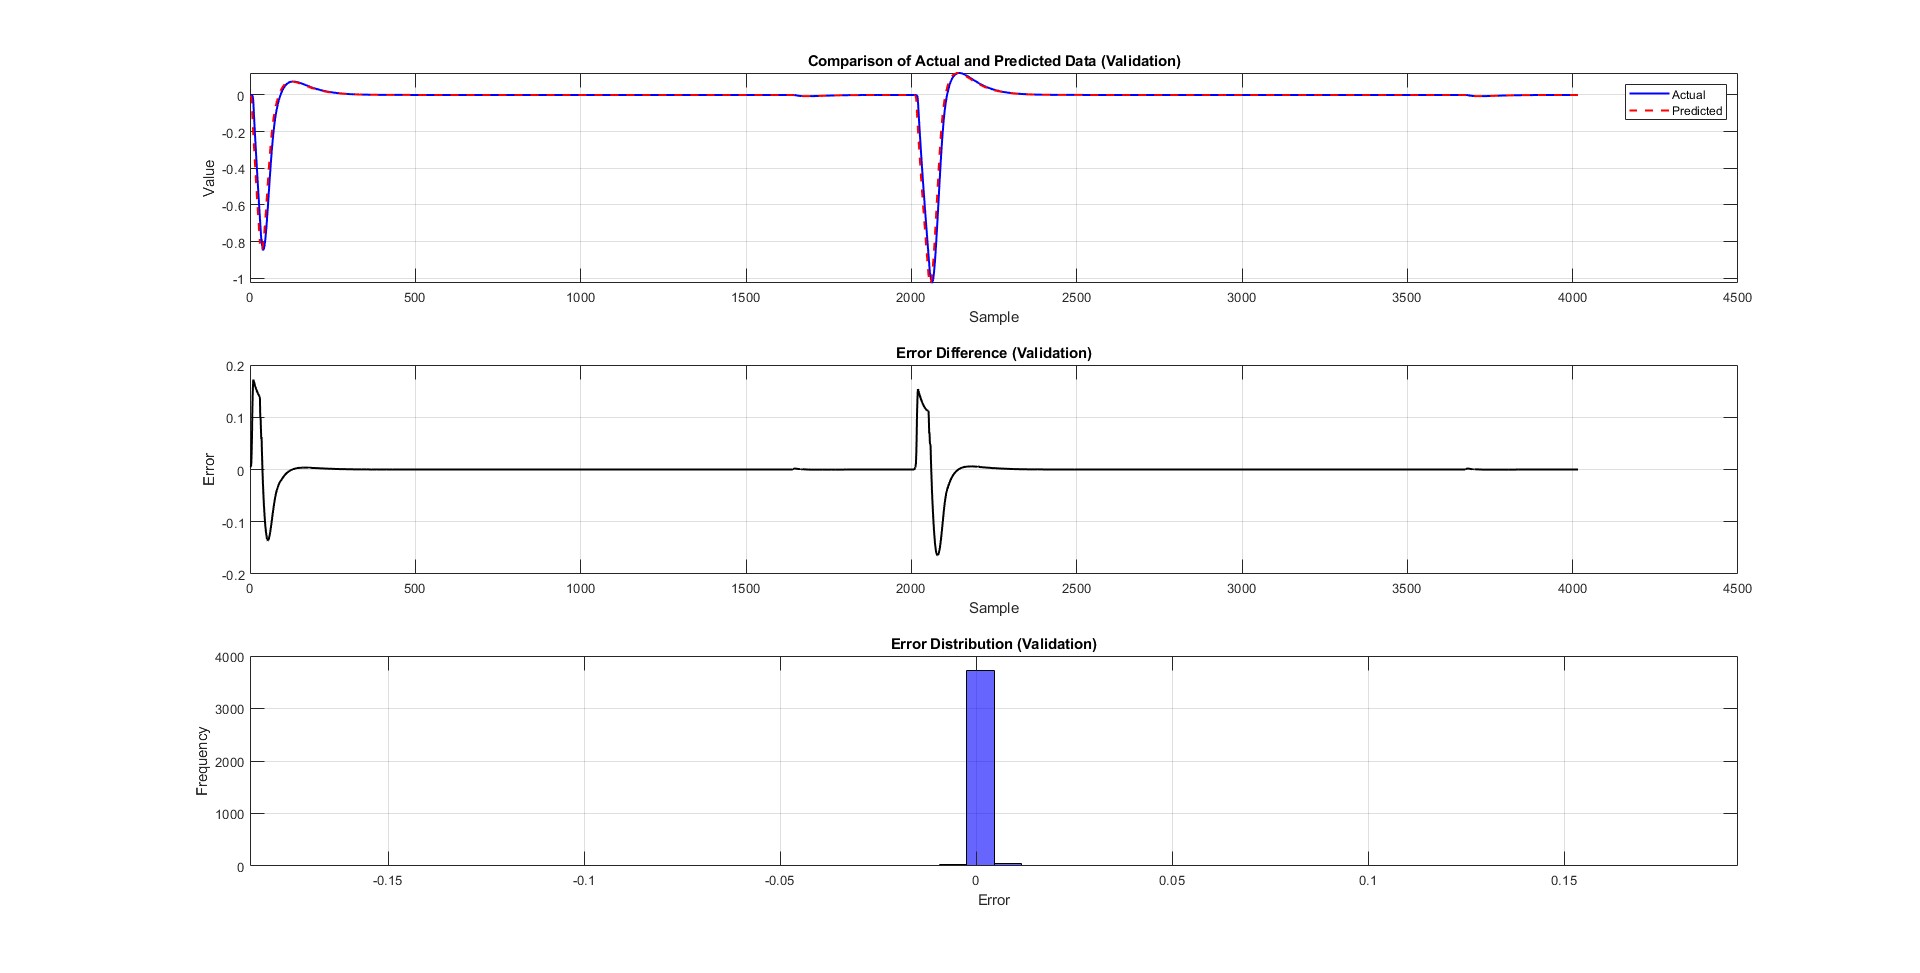 Comparison of Actual and Predicted Data (Validation)
Value
0
-0.2
-0.4
-0.6
-0.8
-1
Actual
Predicted
0 500 1000 1500 2000 2500 3000 3500 4000 4500
Sample
Error Difference (Validation)
Error
0.2
0.1
0
-0.1
-0.2
0 500 1000 1500 2000 2500 3000 3500 4000 4500
Sample
Error Distribution (Validation)
Frequency
4000
3000
2000
1000
0
-0.15 -0.1 -0.05 0 0.05 0.1 0.15
Error